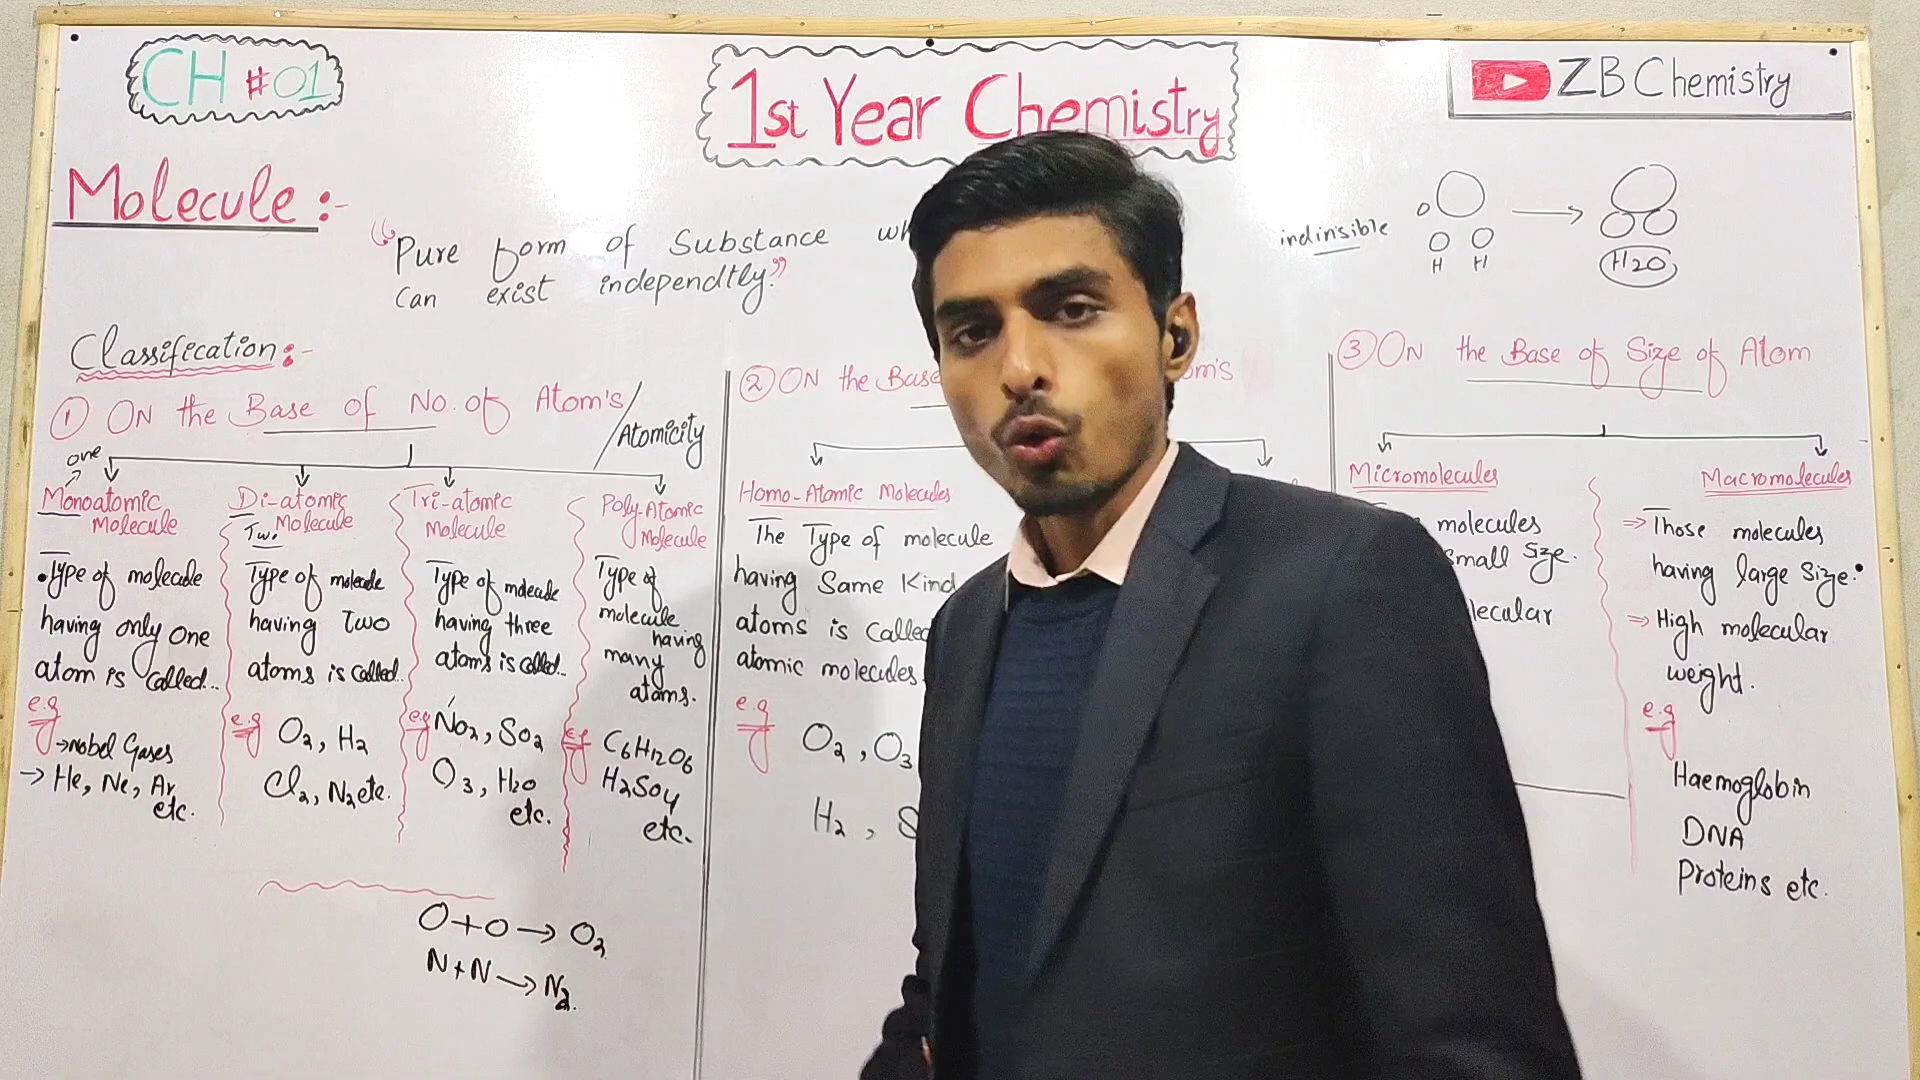 CH #01
1st Year Chemistry
ZB Chemistry
Molecule:-
"Pure form of Substance
can exist independtly."
indinsible
O
H H
H2O
Classification:-
① ON the Base of No. of Atom's/
Atomicity
one
Monoatomic
Molecule
•Type of molecule
having only one
atom is called...
e.g
→nobel Gases
→ He, Ne, Ar
etc.
Di-atomic
Two Molecule
Type of molecule
having Two
atoms is called..
e.g O2, H2
Cl2, N2 etc.
Tri-atomic
Molecule
Type of molecule
having three
atoms is called..
e.g No2, So2
O3, H2o
etc.
Poly-Atomic
Molecule
Type of
molecule
having
many
atoms.
e.g C6H12O6
H2SO4
etc.
O+O → O2
N+N → N2.
② ON the Base
om's
Homo-Atomic Molecules
The Type of molecule
having Same Kind
atoms is Called
atomic molecules.
e.g
O2, O3
H2, S
③ ON the Base of Size of Atom
Micromolecules
molecules
small Size.
lecular
Macromolecules
⇒ Those molecules
having large Size.
⇒ High molecular
weight.
e.g
Haemoglobin
DNA
Proteins etc.